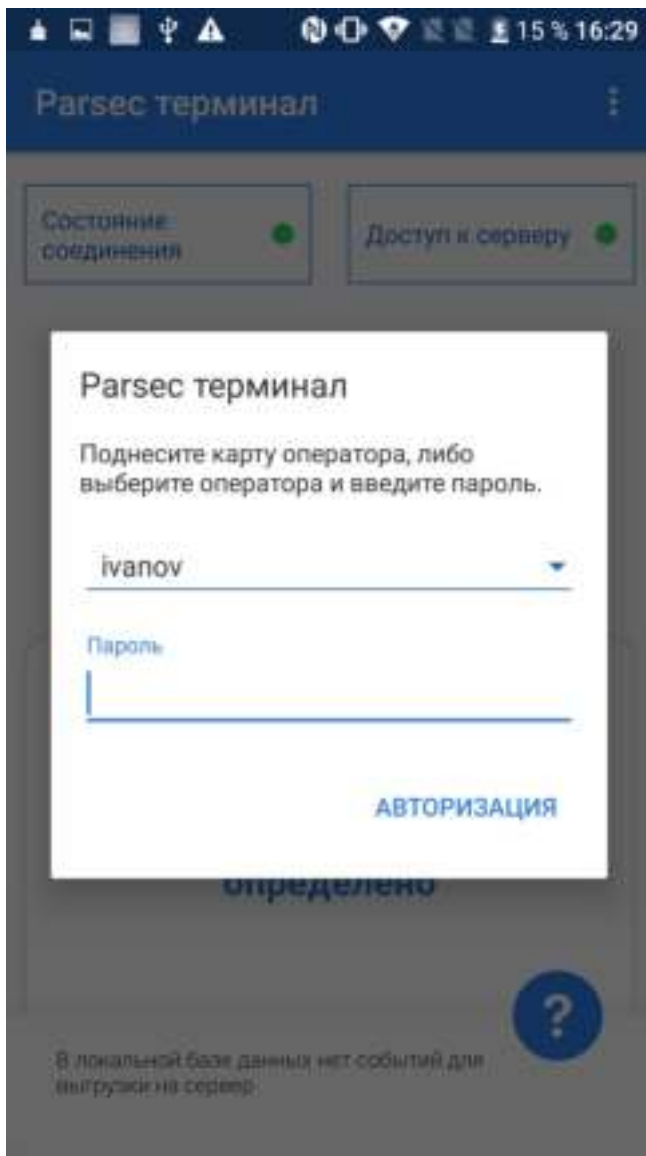 15 % 16:29
Parsec терминал
Состояние
соединения
Доступ к серверу
Parsec терминал
Поднесите карту оператора, либо
выберите оператора и введите пароль.
ivanov
Пароль
АВТОРИЗАЦИЯ
определено
?
В локальной базе данных нет событий для
выгрузки на сервер